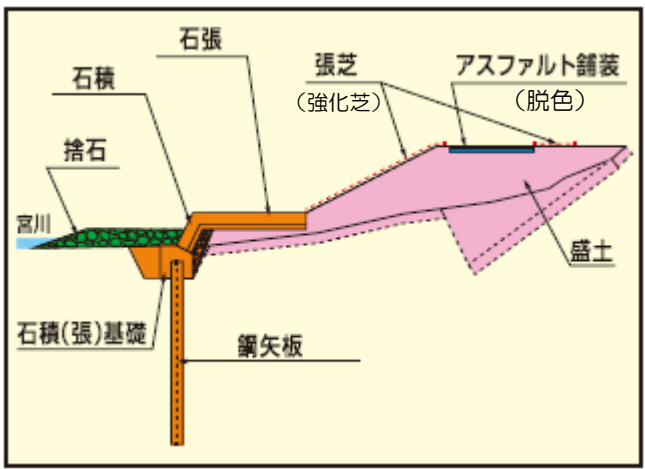 石張
石積
張芝
(強化芝)
アスファルト舗装
(脱色)
捨石
宮川
盛土
石積(張)基礎
鋼矢板